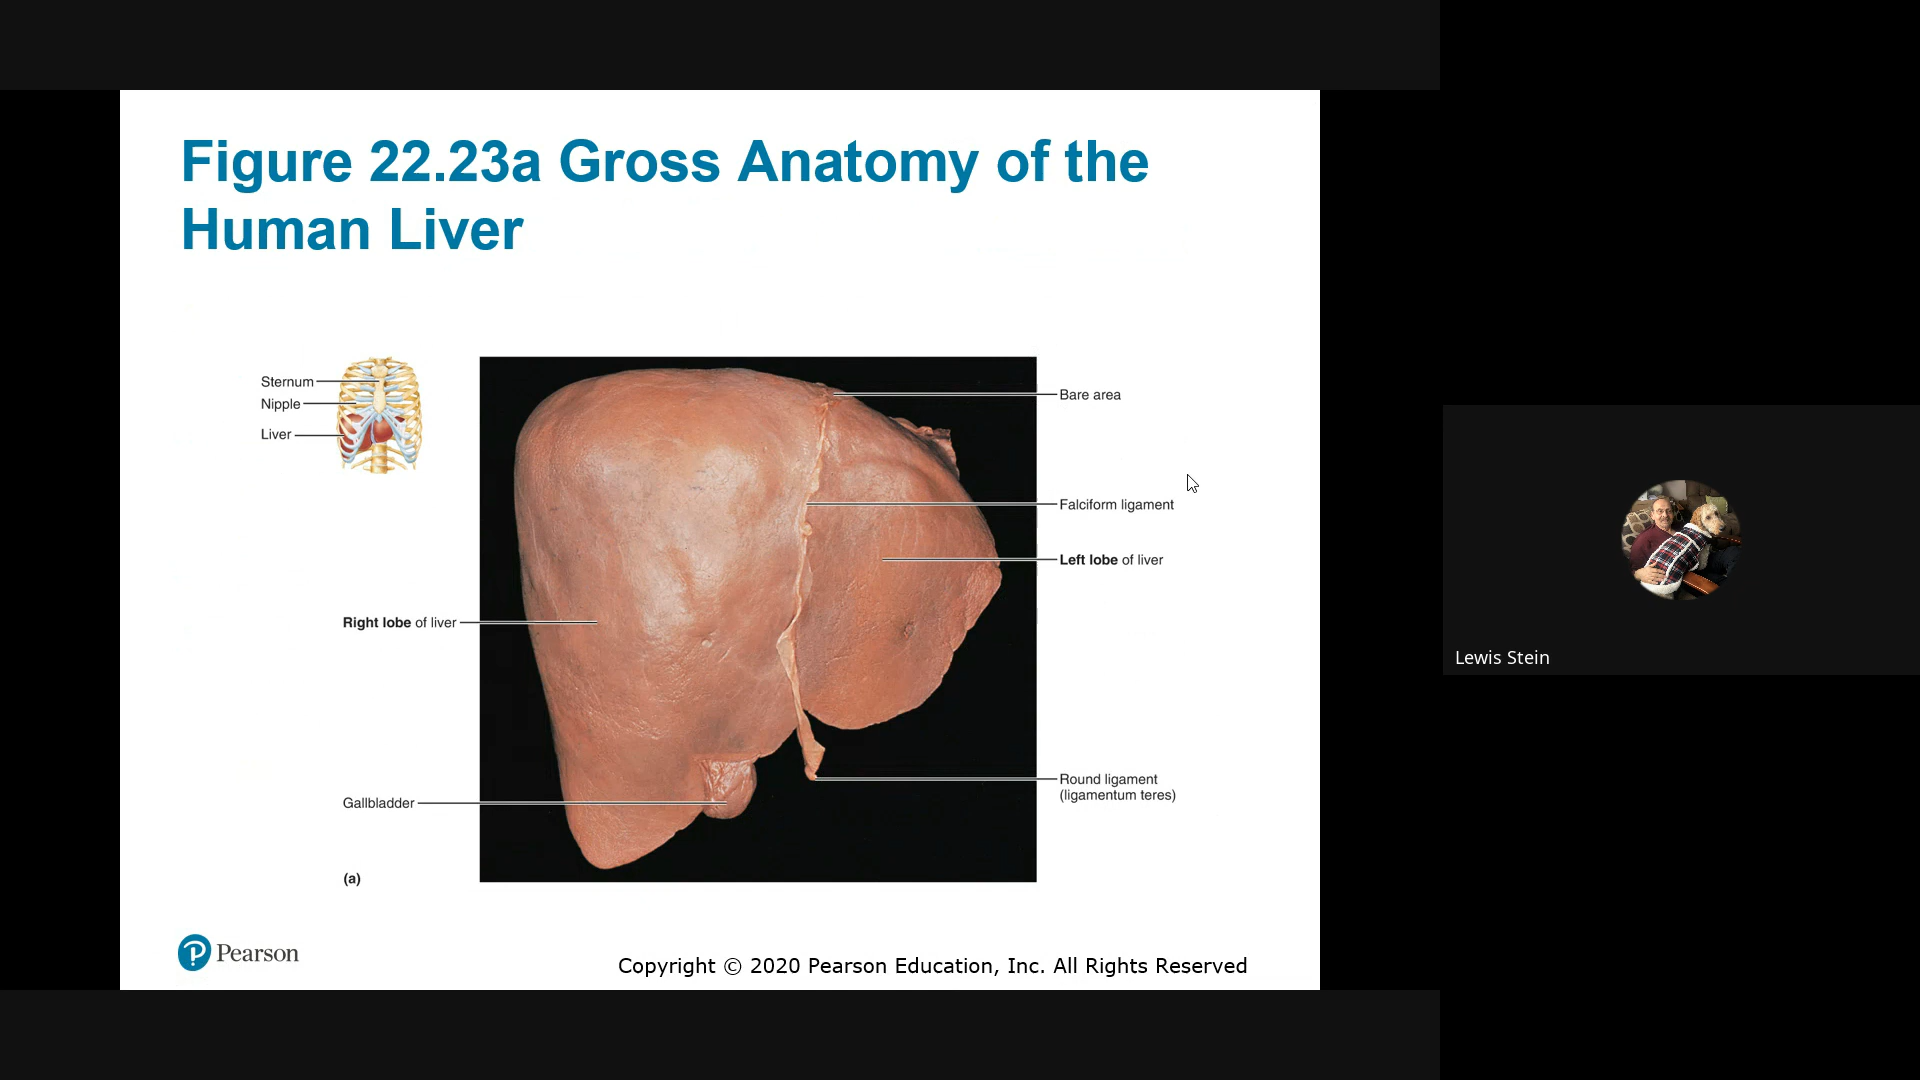 Figure 22.23a Gross Anatomy of the
Human Liver
Sternum
Nipple
Liver
Bare area
Falciform ligament
Left lobe of liver
Right lobe of liver
Round ligament
(ligamentum teres)
Gallbladder
(a)
Pearson
Copyright © 2020 Pearson Education, Inc. All Rights Reserved
Lewis Stein